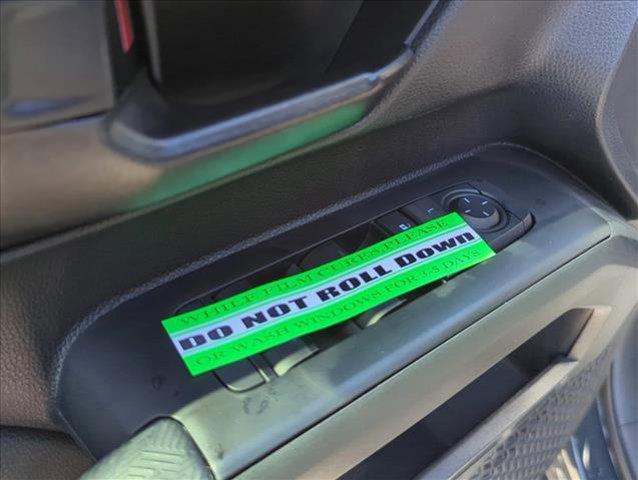 WHILE FILM CURES PLEASE
DO NOT ROLL Down
OR WASH WINDOWS FOR 3-5 DAYS